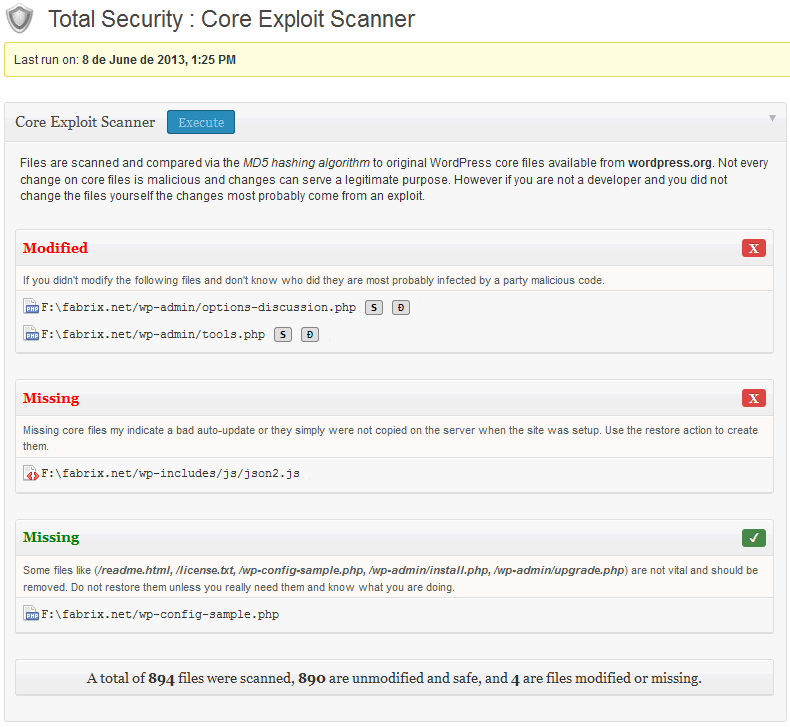 Total Security : Core Exploit Scanner
Last run on: 8 de June de 2013, 1:25 PM
Core Exploit Scanner Execute
Files are scanned and compared via the MD5 hashing algorithm to original WordPress core files available from wordpress.org. Not every
change on core files is malicious and changes can serve a legitimate purpose. However if you are not a developer and you did not
change the files yourself the changes most probably come from an exploit.
Modified X
If you didn't modify the following files and don't know who did they are most probably infected by a party malicious code.
PHP F:\fabrix.net/wp-admin/options-discussion.php S Đ
PHP F:\fabrix.net/wp-admin/tools.php S Đ
Missing X
Missing core files my indicate a bad auto-update or they simply were not copied on the server when the site was setup. Use the restore action to create
them.
F:\fabrix.net/wp-includes/js/json2.js
Missing ✓
Some files like (/readme.html, /license.txt, /wp-config-sample.php, /wp-admin/install.php, /wp-admin/upgrade.php) are not vital and should be
removed. Do not restore them unless you really need them and know what you are doing.
PHP F:\fabrix.net/wp-config-sample.php
A total of 894 files were scanned, 890 are unmodified and safe, and 4 are files modified or missing.